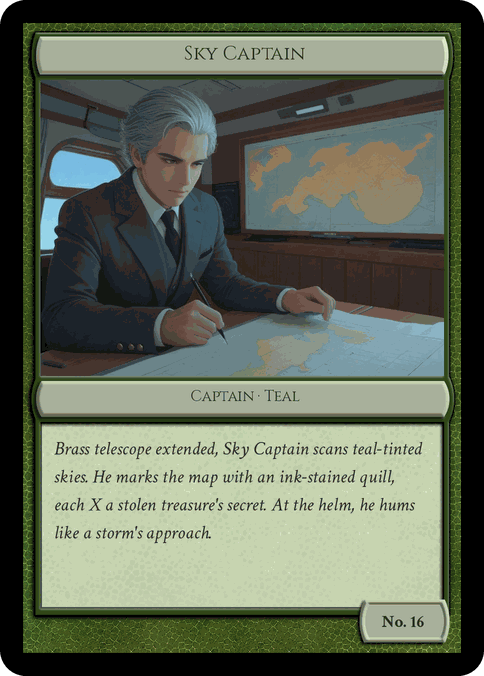 Sky Captain
Captain · Teal
Brass telescope extended, Sky Captain scans teal-tinted
skies. He marks the map with an ink-stained quill,
each X a stolen treasure's secret. At the helm, he hums
like a storm's approach.
No. 16